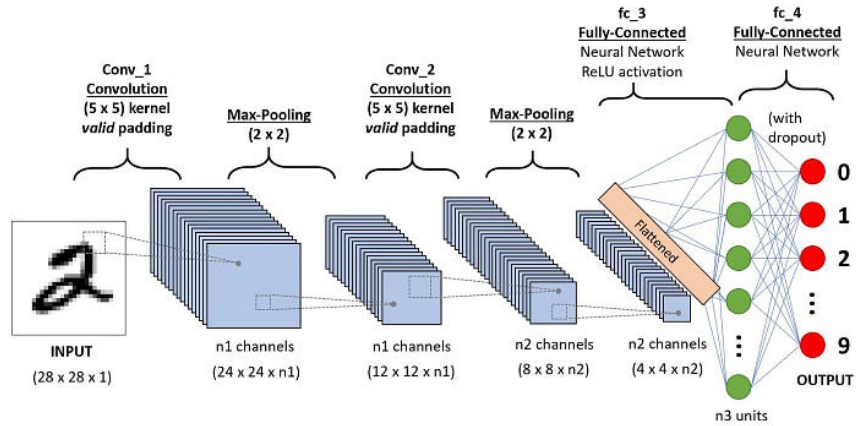 fc_3
Fully-Connected
Neural Network
ReLU activation
fc_4
Fully-Connected
Neural Network
Conv_1
Convolution
(5 x 5) kernel
valid padding
Max-Pooling
(2 x 2)
Conv_2
Convolution
(5 x 5) kernel
valid padding
Max-Pooling
(2 x 2)
(with
dropout)
0
1
2
9
Flattened
INPUT
(28 x 28 x 1)
n1 channels
(24 x 24 x n1)
n1 channels
(12 x 12 x n1)
n2 channels
(8 x 8 x n2)
n2 channels
(4 x 4 x n2)
OUTPUT
n3 units
2